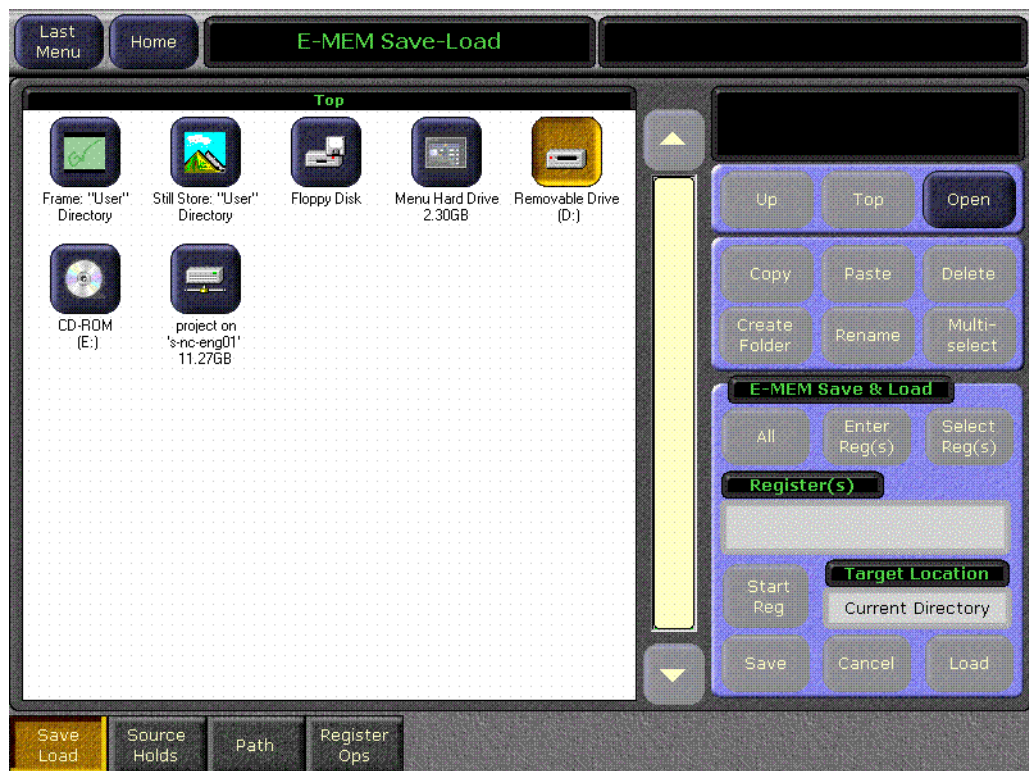 Last
Menu
Home
E-MEM Save-Load
Top
Frame: "User"
Directory
Still Store: "User"
Directory
Floppy Disk
Menu Hard Drive
2.30GB
Removable Drive
(D:)
CD-ROM
(E:)
project on
's-nc-eng01'
11.27GB
Up
Top
Open
Copy
Paste
Delete
Create
Folder
Rename
Multi-
select
E-MEM Save & Load
All
Enter
Reg(s)
Select
Reg(s)
Register(s)
Start
Reg
Target Location
Current Directory
Save
Cancel
Load
Save
Load
Source
Holds
Path
Register
Ops